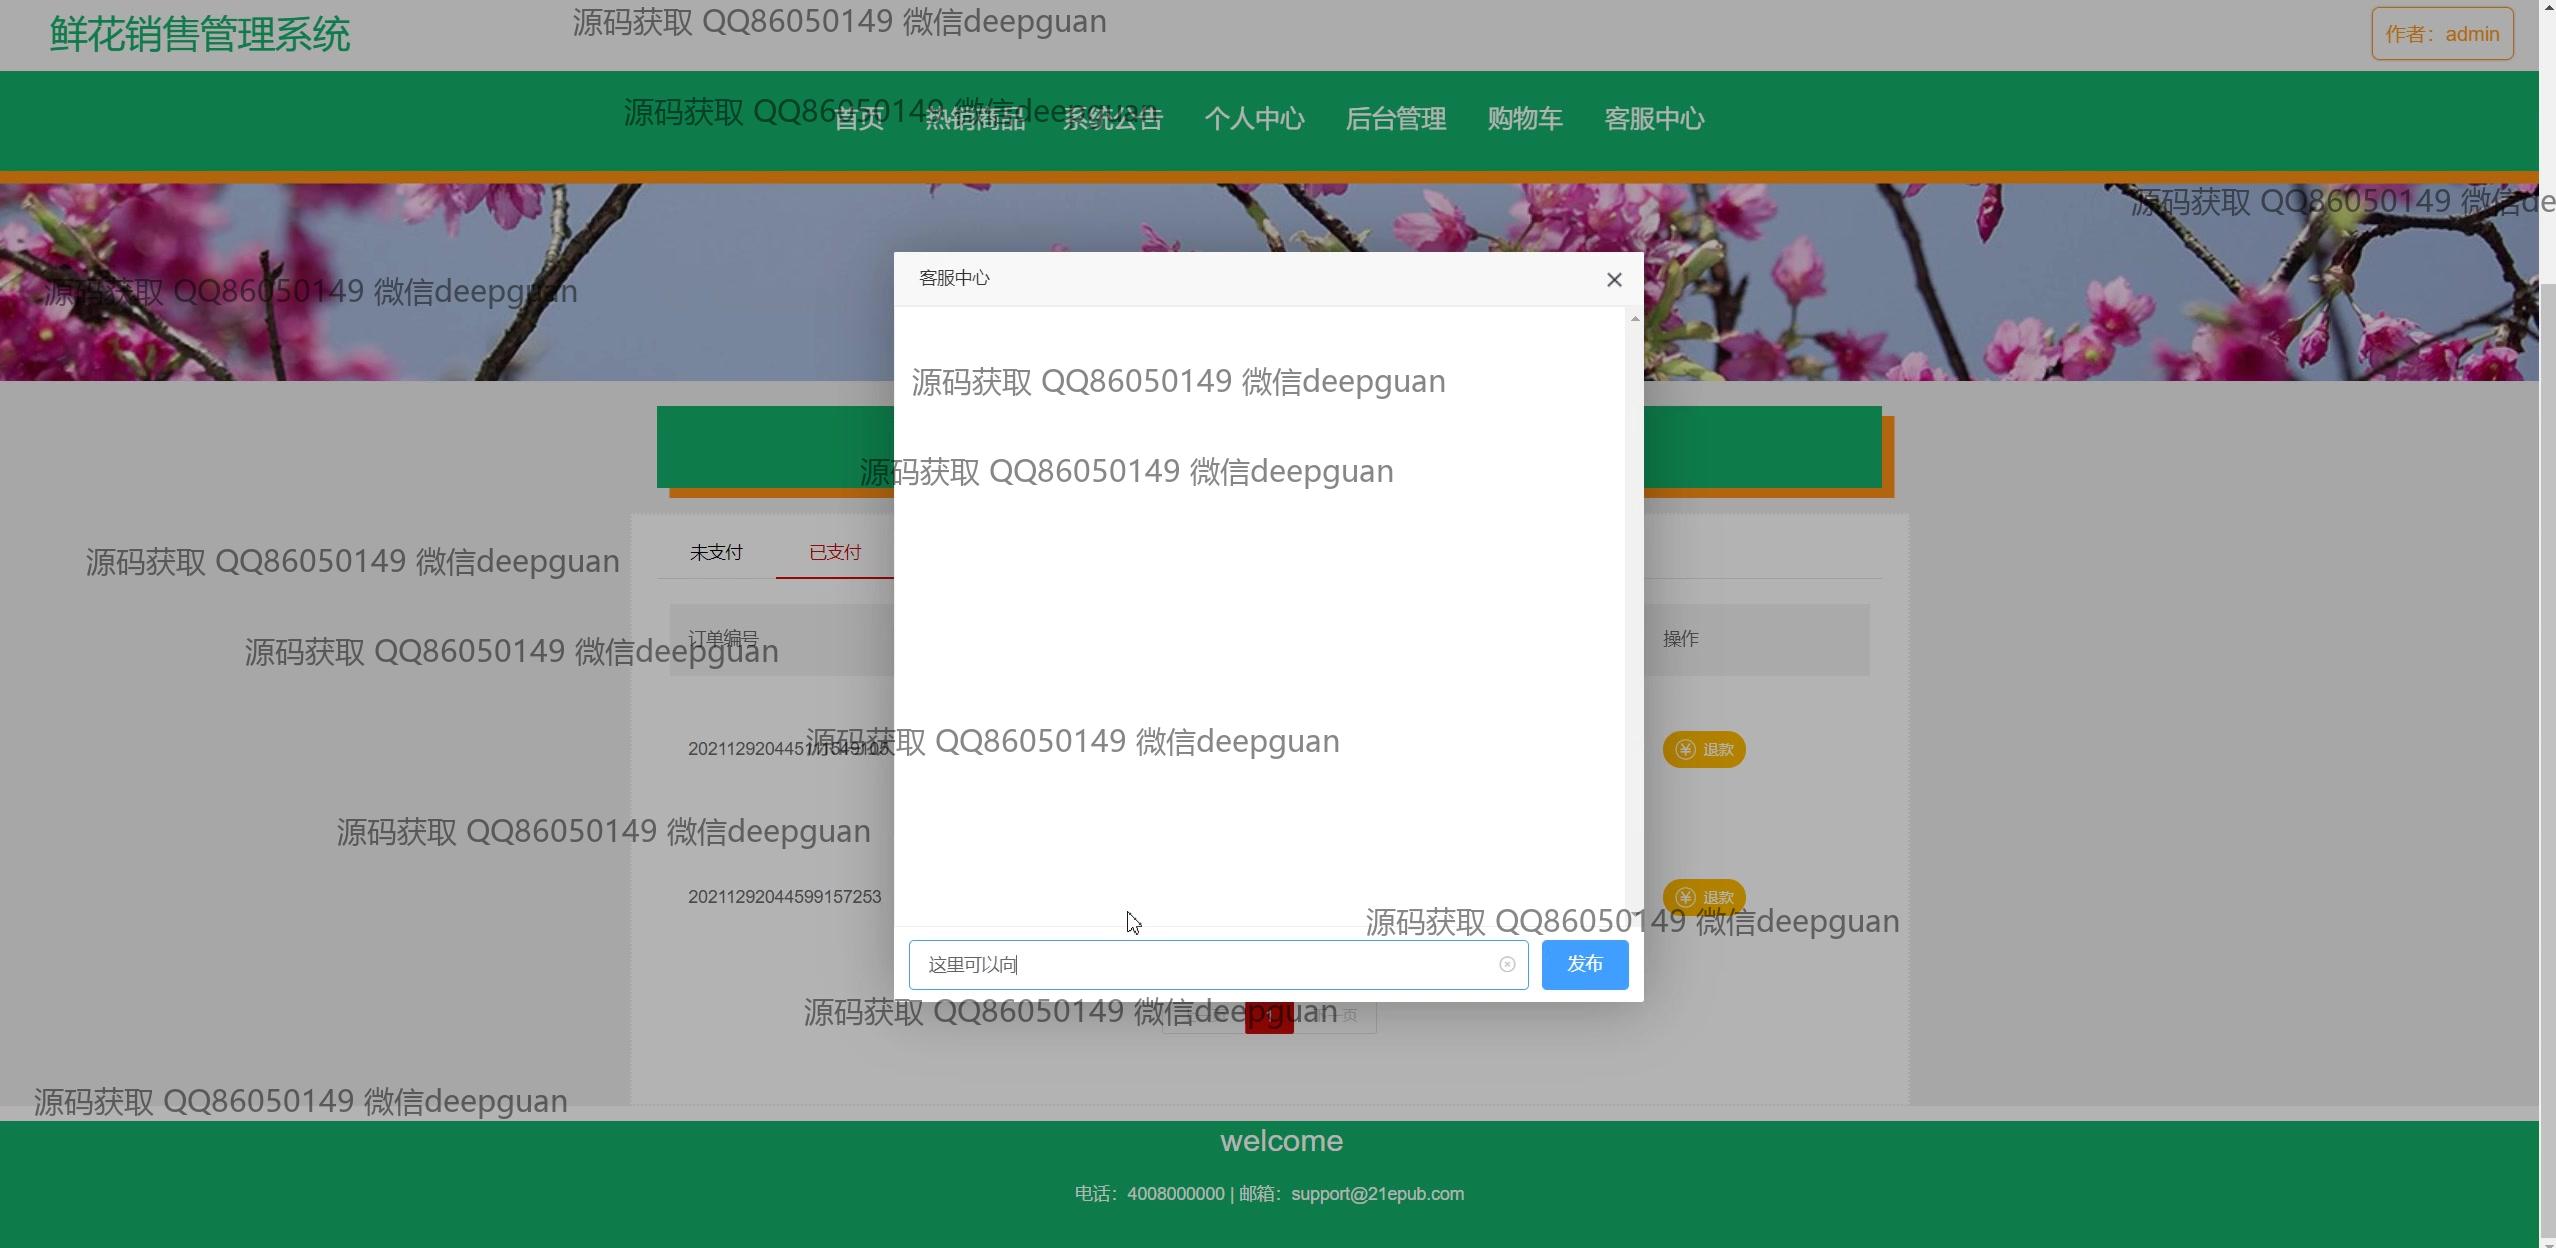 鲜花销售管理系统
源码获取 QQ86050149 微信deepguan
作者：admin
源码获取 QQ86050149 微信deepguan
首页 热销商品 系统公告 个人中心 后台管理 购物车 客服中心
源码获取 QQ86050149 微信de
源码获取 QQ86050149 微信deepguan
客服中心
源码获取 QQ86050149 微信deepguan
源码获取 QQ86050149 微信deepguan
未支付 已支付
源码获取 QQ86050149 微信deepguan
订单编号 操作
源码获取 QQ86050149 微信deepguan
源码获取 QQ86050149 微信deepguan
退款
源码获取 QQ86050149 微信deepguan
20211292044599157253 退款
源码获取 QQ86050149 微信deepguan
这里可以向 发布
源码获取 QQ86050149 微信deepguan
1
源码获取 QQ86050149 微信deepguan
welcome
电话：4008000000 | 邮箱：support@21epub.com